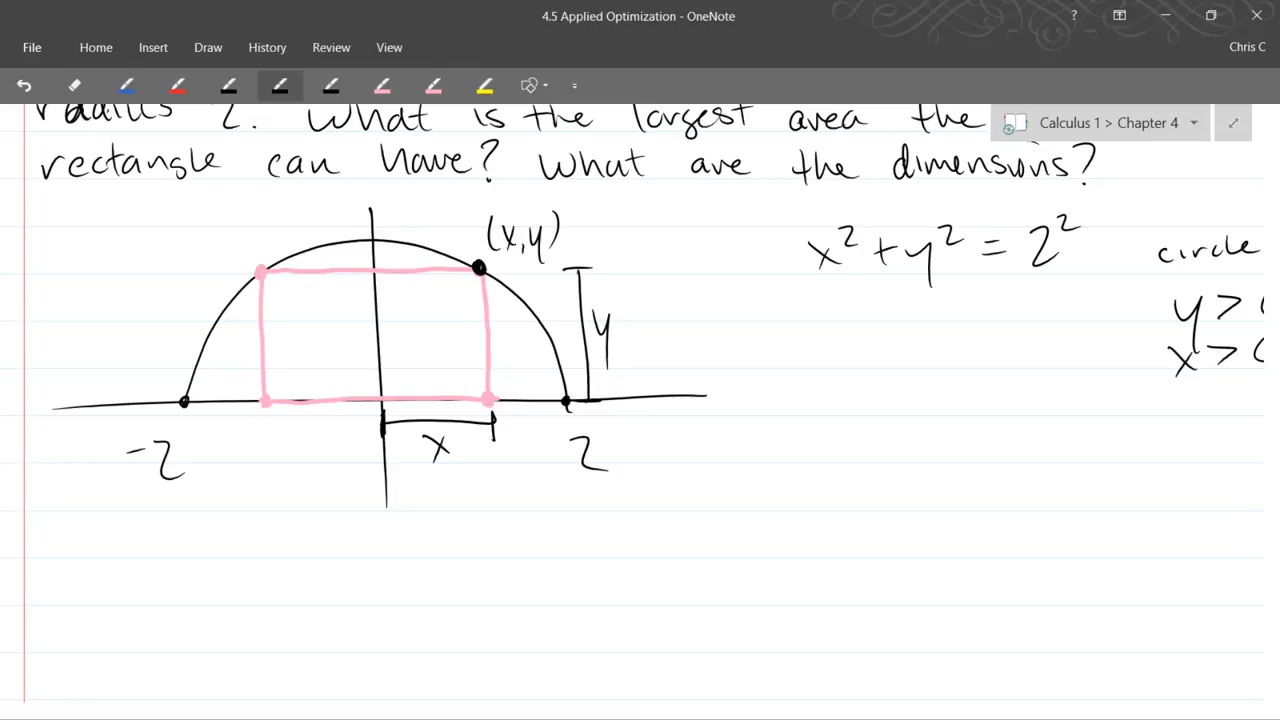 4.5 Applied Optimization - OneNote
?
File Home Insert Draw History Review View
Chris C
Calculus 1 > Chapter 4
radius 2. What is the largest area the
rectangle can have? What are the dimensions?
(x,y)
x² + y² = 2²
circle
y >
x >
y
x
-2
2